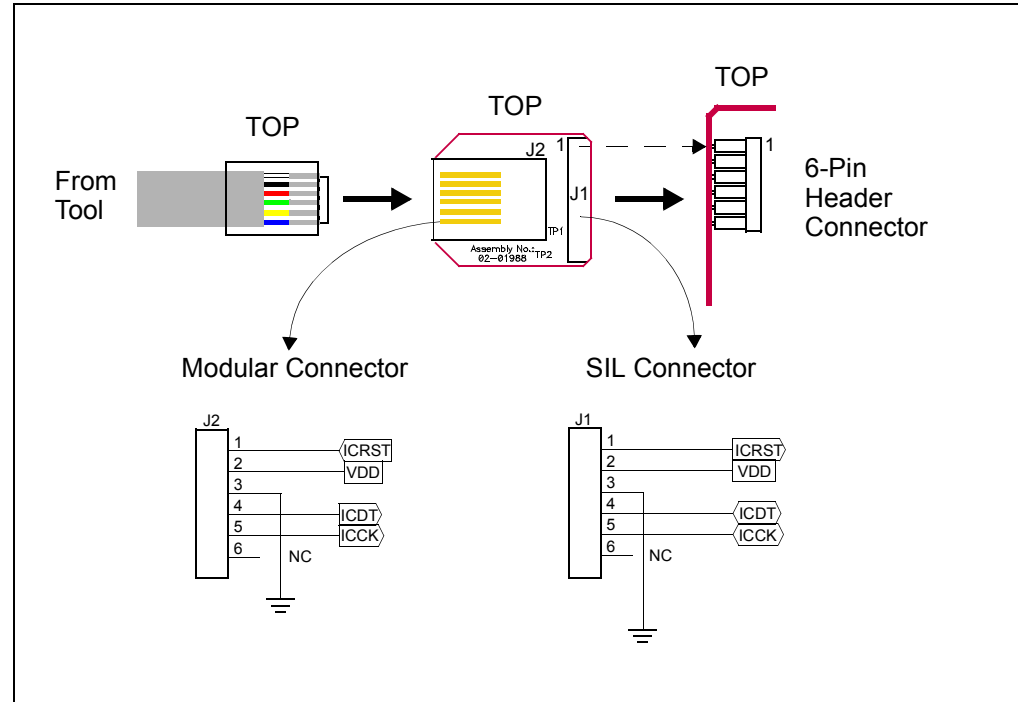 TOP
TOP
TOP
From
Tool
J2
1
J1
TP1
Assembly No.:
02-01988
TP2
1
6-Pin
Header
Connector
Modular Connector
SIL Connector
J2
1
ICRST
2
VDD
3
4
ICDT
5
ICCK
6
NC
J1
1
ICRST
2
VDD
3
4
ICDT
5
ICCK
6
NC